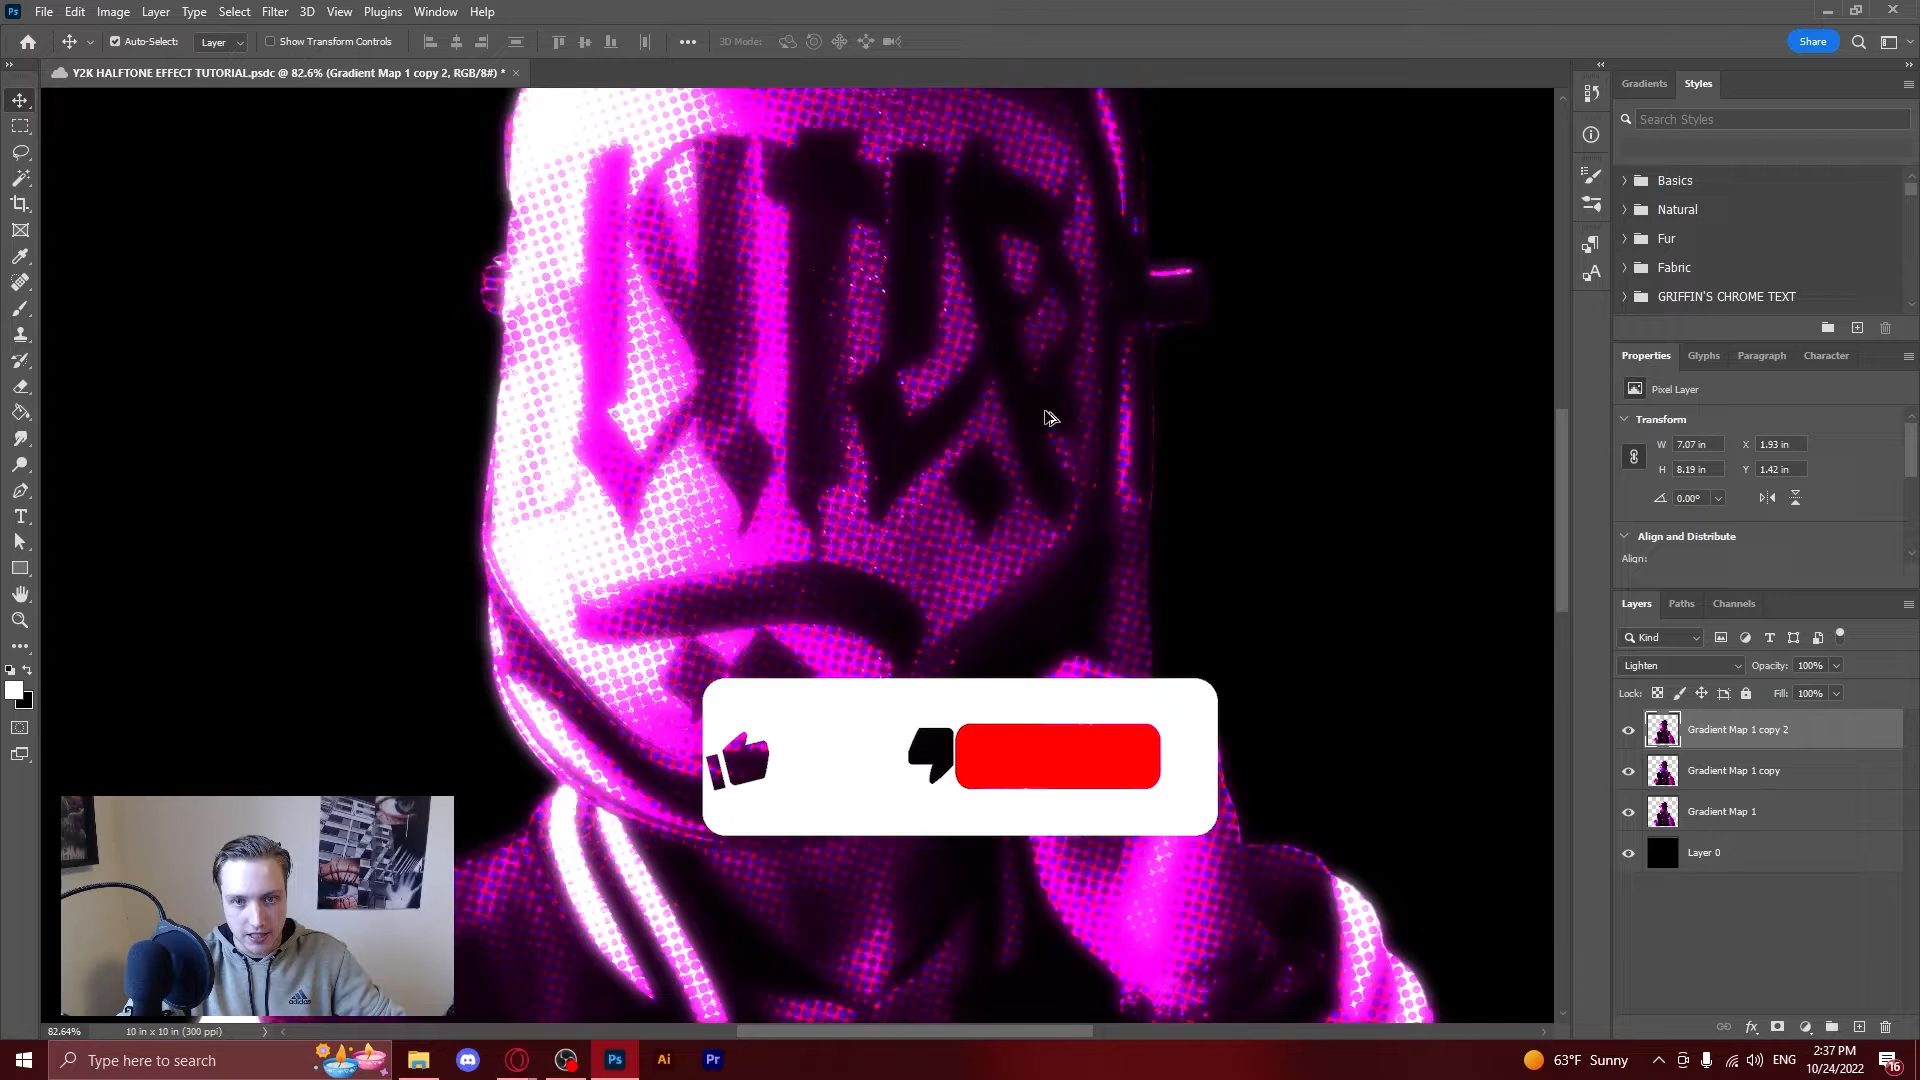 Ps File Edit Image Layer Type Select Filter 3D View Plugins Window Help
Auto-Select: Layer Show Transform Controls 3D Mode: Share
Y2K HALFTONE EFFECT TUTORIAL.psdc @ 82.6% (Gradient Map 1 copy 2, RGB/8#) *
Gradients Styles
Search Styles
Basics
Natural
Fur
Fabric
GRIFFIN'S CHROME TEXT
Properties Glyphs Paragraph Character
Pixel Layer
Transform
W 7.07 in X 1.93 in
H 8.19 in Y 1.42 in
0.00°
Align and Distribute
Align:
Layers Paths Channels
Kind
Lighten Opacity: 100%
Lock: Fill: 100%
Gradient Map 1 copy 2
Gradient Map 1 copy
Gradient Map 1
Layer 0
82.64% 10 in x 10 in (300 ppi)
Type here to search
Ps Ai Pr
63°F Sunny
ENG
2:37 PM
10/24/2022
16